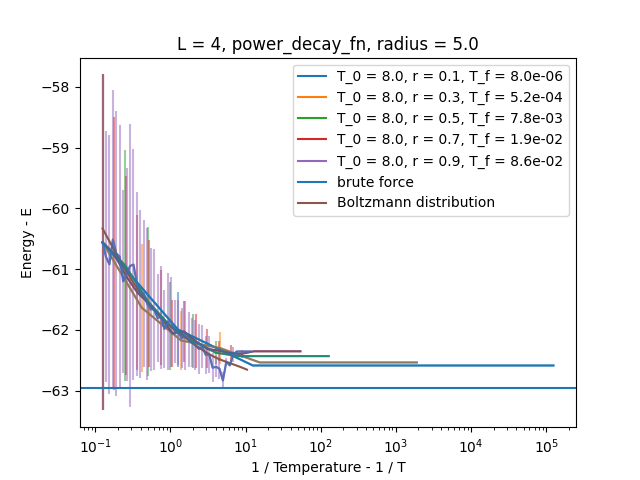 L = 4, power_decay_fn, radius = 5.0
T_0 = 8.0, r = 0.1, T_f = 8.0e-06
T_0 = 8.0, r = 0.3, T_f = 5.2e-04
T_0 = 8.0, r = 0.5, T_f = 7.8e-03
T_0 = 8.0, r = 0.7, T_f = 1.9e-02
T_0 = 8.0, r = 0.9, T_f = 8.6e-02
brute force
Boltzmann distribution
Energy - E
−58
−59
−60
−61
−62
−63
10⁻¹ 10⁰ 10¹ 10² 10³ 10⁴ 10⁵
1 / Temperature - 1 / T